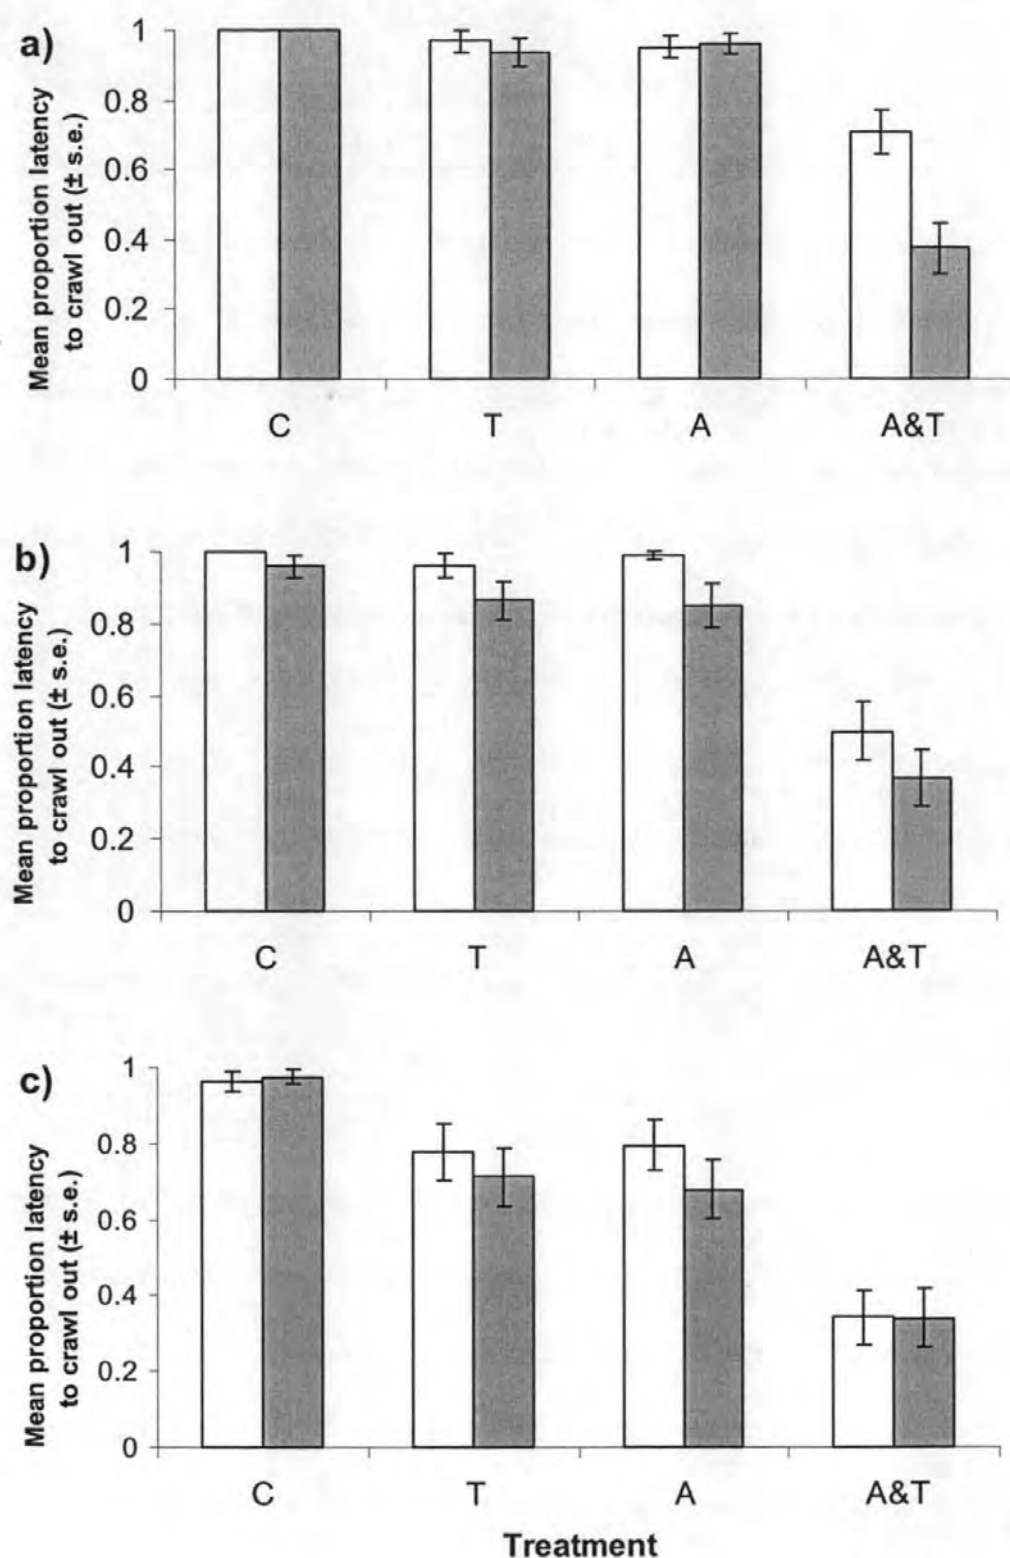 a)
Mean proportion latency
to crawl out (± s.e.)
1
0.8
0.6
0.4
0.2
0
C T A A&T
b)
Mean proportion latency
to crawl out (± s.e.)
1
0.8
0.6
0.4
0.2
0
C T A A&T
c)
Mean proportion latency
to crawl out (± s.e.)
1
0.8
0.6
0.4
0.2
0
C T A A&T
Treatment